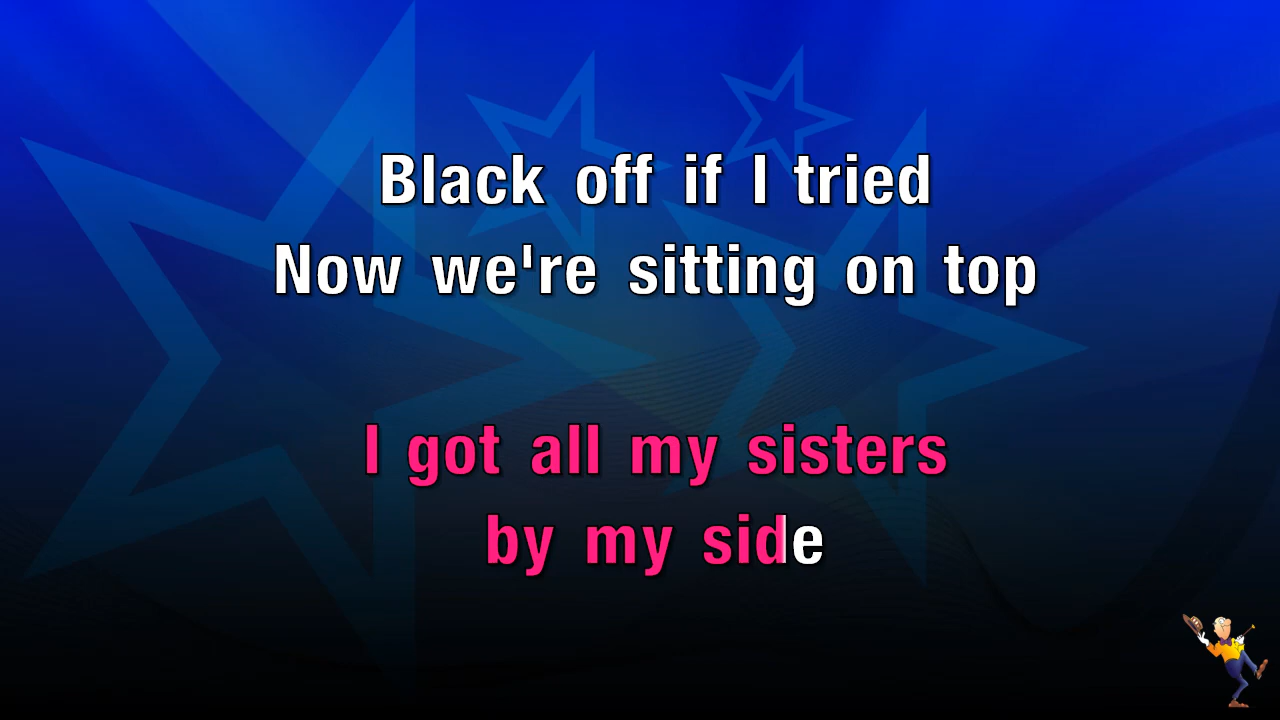 Black off if I tried
Now we're sitting on top
I got all my sisters
by my side